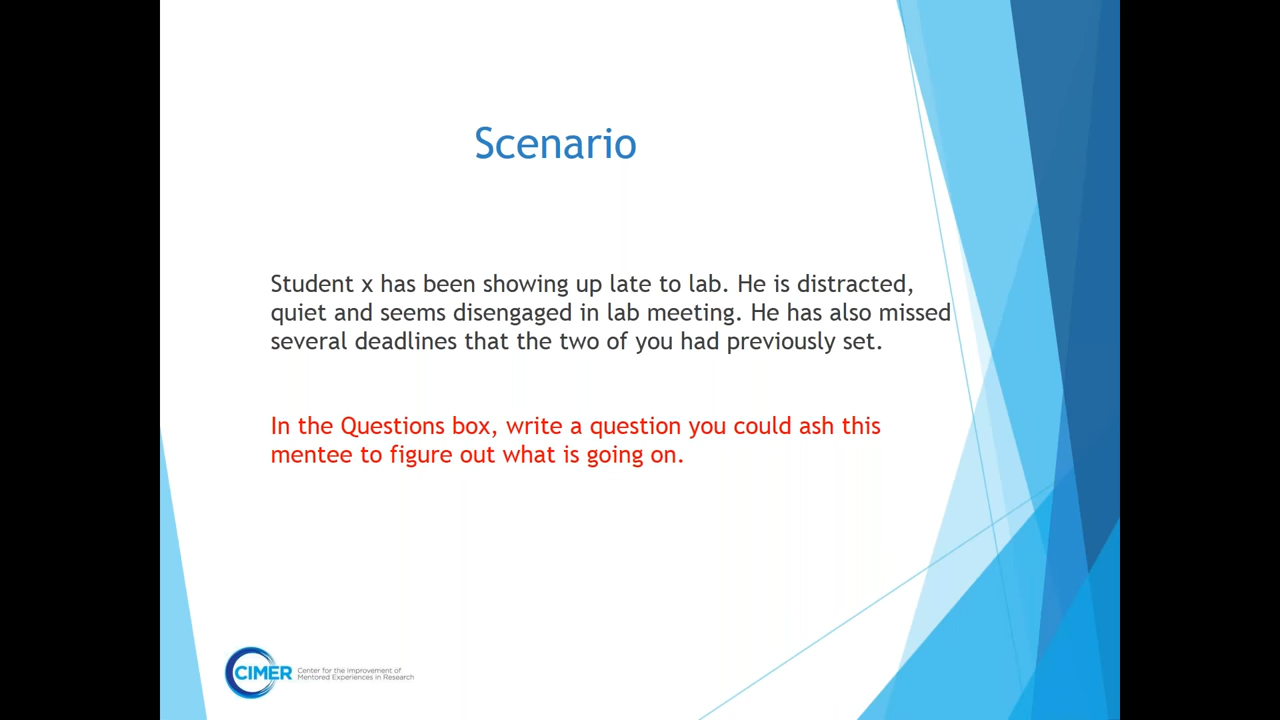 Scenario
Student x has been showing up late to lab. He is distracted,
quiet and seems disengaged in lab meeting. He has also missed
several deadlines that the two of you had previously set.
In the Questions box, write a question you could ash this
mentee to figure out what is going on.
CIMER
Center for the Improvement of
Mentored Experiences in Research